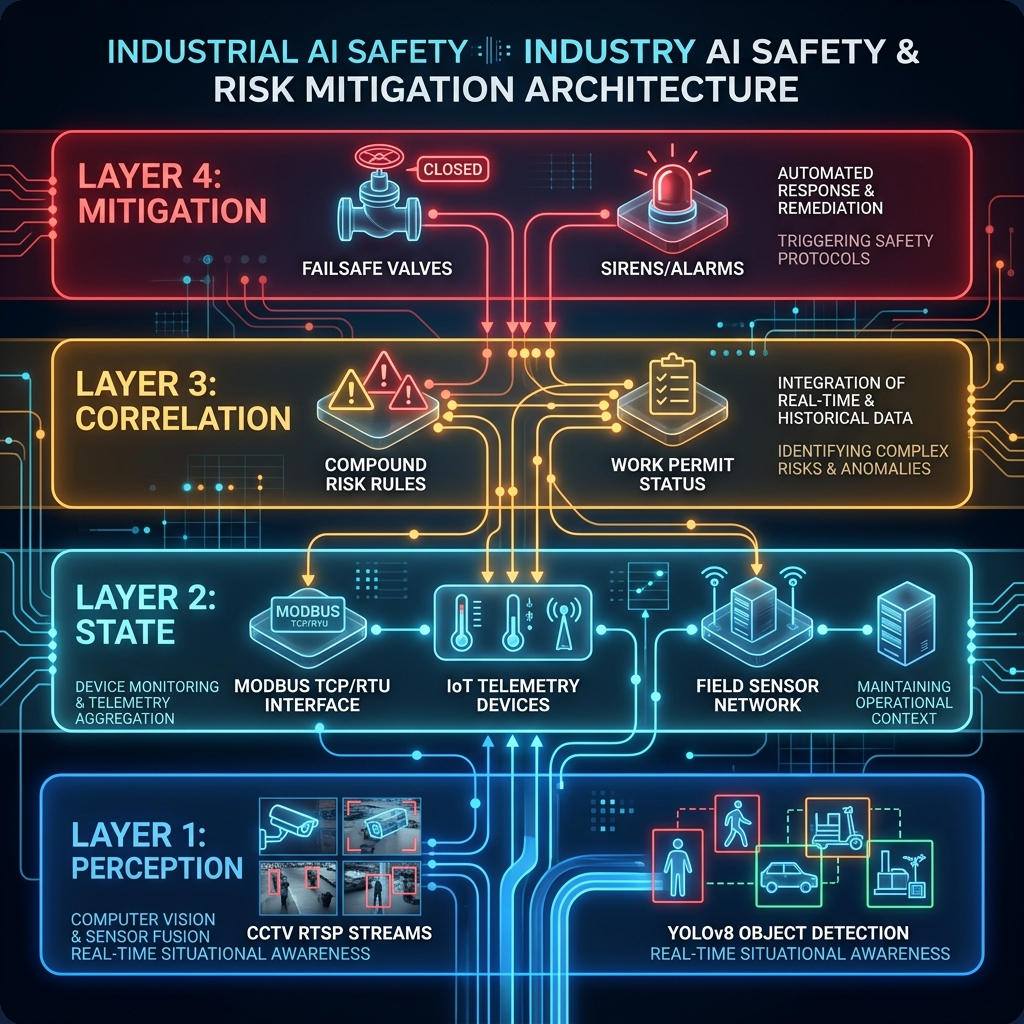 INDUSTRIAL AI SAFETY INDUSTRY AI SAFETY &
RISK MITIGATION ARCHITECTURE
LAYER 4:
MITIGATION
CLOSED
FAILSAFE VALVES
SIRENS/ALARMS
AUTOMATED
RESPONSE &
REMEDIATION
TRIGGERING SAFETY
PROTOCOLS
LAYER 3:
CORRELATION
COMPOUND
RISK RULES
WORK PERMIT
STATUS
INTEGRATION OF
REAL-TIME &
HISTORICAL DATA
IDENTIFYING COMPLEX
RISKS & ANOMALIES
LAYER 2:
STATE
DEVICE MONITORING
& TELEMETRY
AGGREGATION
MODBUS
TCP/RYU
MODBUS TCP/RTU
INTERFACE
IoT TELEMETRY
DEVICES
FIELD SENSOR
NETWORK
MAINTAINING
OPERATIONAL
CONTEXT
LAYER 1:
PERCEPTION
COMPUTER VISION
& SENSOR FUSION
REAL-TIME SITUATIONAL AWARENESS
CCTV RTSP STREAMS
YOLOv8 OBJECT DETECTION
REAL-TIME SITUATIONAL AWARENESS